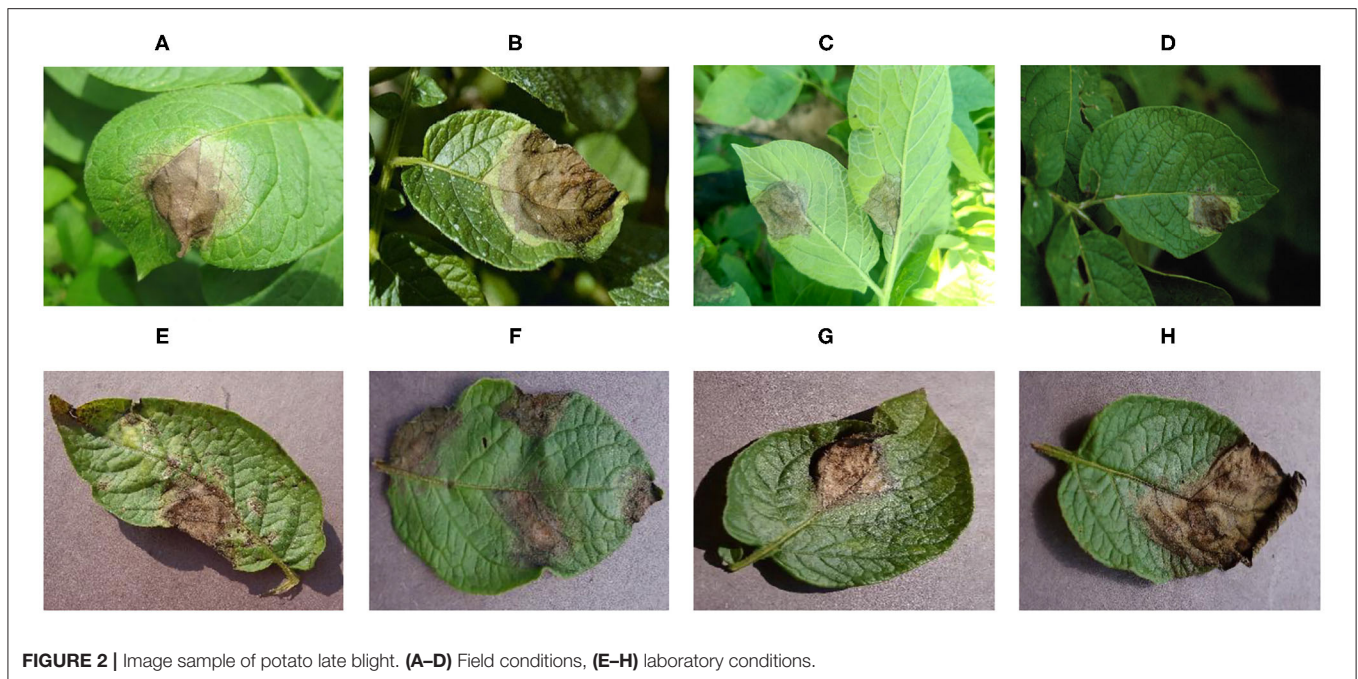 A B C D
E F G H
FIGURE 2 | Image sample of potato late blight. (A–D) Field conditions, (E–H) laboratory conditions.